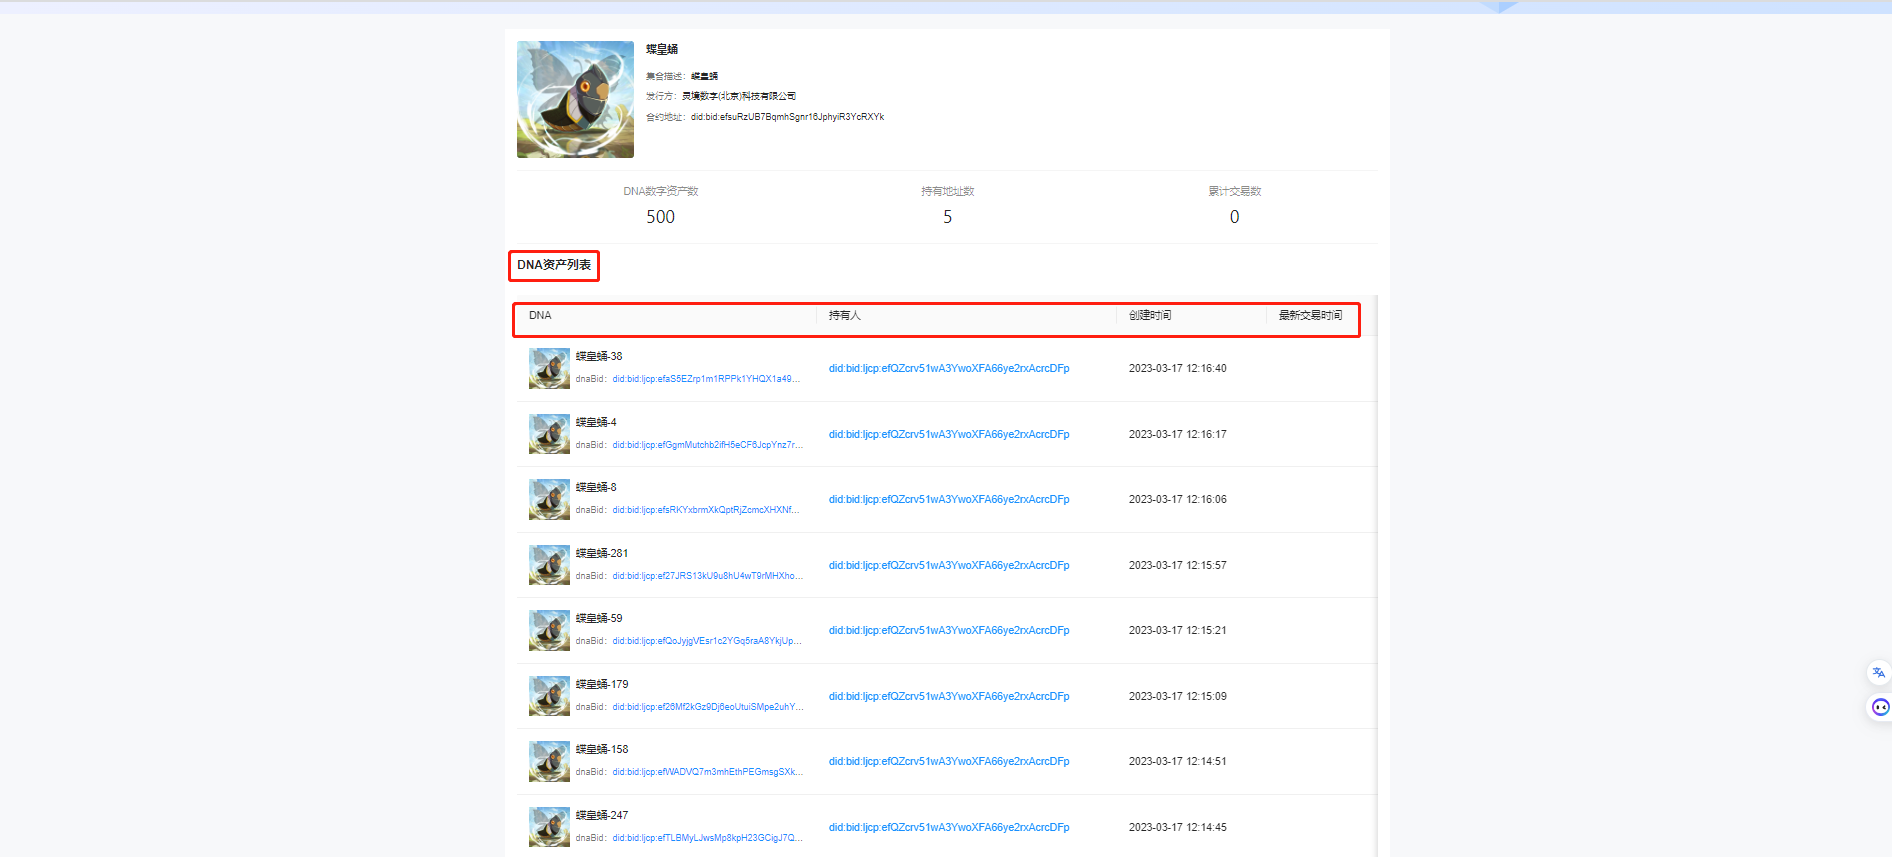 蝶皇蛹
集合描述：蝶皇蛹
发行方：灵境数字(北京)科技有限公司
合约地址：did:bid:efsuRzUB7BqmhSgnr16JphyiR3YcRXYk
DNA数字资产数 持有地址数 累计交易数
500 5 0
DNA资产列表
DNA 持有人 创建时间 最新交易时间
蝶皇蛹-38
dnaBid：did:bid:ljcp:efaS5EZrp1m1RPPk1YHQX1a49... did:bid:ljcp:efQZcrv51wA3YwoXFA66ye2rxAcrcDFp 2023-03-17 12:16:40
蝶皇蛹-4
dnaBid：did:bid:ljcp:efGgmMutchb2ifH5eCF6JcpYnz7r... did:bid:ljcp:efQZcrv51wA3YwoXFA66ye2rxAcrcDFp 2023-03-17 12:16:17
蝶皇蛹-8
dnaBid：did:bid:ljcp:efsRKYxbrmXkQptRjZcmcXHXNf... did:bid:ljcp:efQZcrv51wA3YwoXFA66ye2rxAcrcDFp 2023-03-17 12:16:06
蝶皇蛹-281
dnaBid：did:bid:ljcp:ef27JRS13kU9u8hU4wT9rMHXho... did:bid:ljcp:efQZcrv51wA3YwoXFA66ye2rxAcrcDFp 2023-03-17 12:15:57
蝶皇蛹-59
dnaBid：did:bid:ljcp:efQoJyjgVEsr1c2YGq5raA8YkjUp... did:bid:ljcp:efQZcrv51wA3YwoXFA66ye2rxAcrcDFp 2023-03-17 12:15:21
蝶皇蛹-179
dnaBid：did:bid:ljcp:ef26Mf2kGz9Dj6eoUtuiSMpe2uhY... did:bid:ljcp:efQZcrv51wA3YwoXFA66ye2rxAcrcDFp 2023-03-17 12:15:09
蝶皇蛹-158
dnaBid：did:bid:ljcp:efWADVQ7m3mhEthPEGmsgSXk... did:bid:ljcp:efQZcrv51wA3YwoXFA66ye2rxAcrcDFp 2023-03-17 12:14:51
蝶皇蛹-247
dnaBid：did:bid:ljcp:efTLBMyLJwsMp8kpH23GCigJ7Q... did:bid:ljcp:efQZcrv51wA3YwoXFA66ye2rxAcrcDFp 2023-03-17 12:14:45